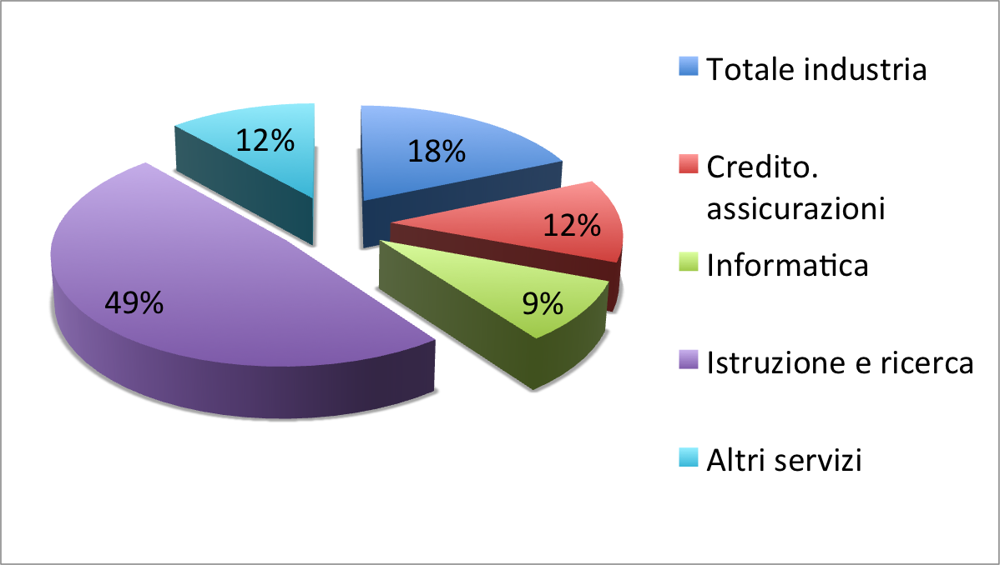 12%
18%
12%
9%
49%
Totale industria
Credito.
assicurazioni
Informatica
Istruzione e ricerca
Altri servizi